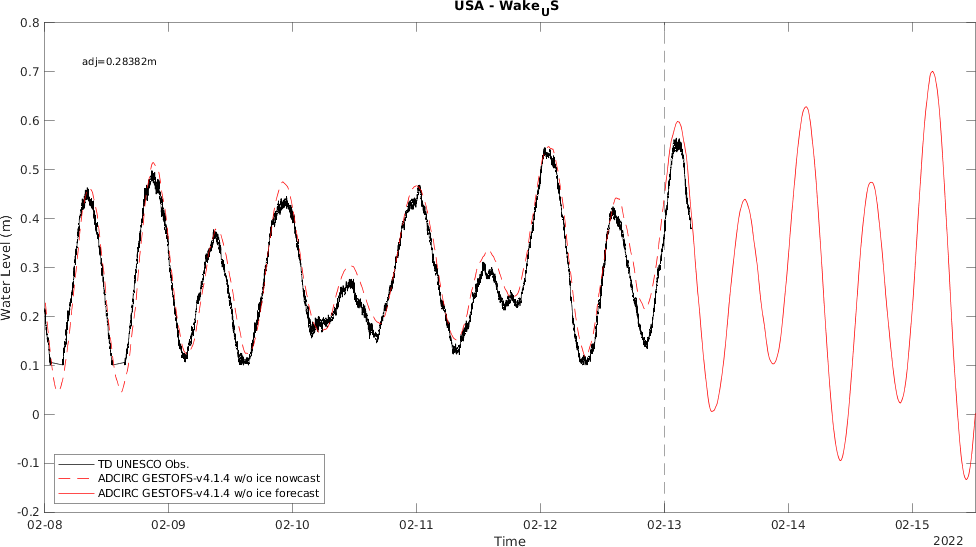 USA - Wake_US
0.8
0.7
0.6
0.5
0.4
0.3
0.2
0.1
0
-0.1
-0.2
Water Level (m)
adj=0.28382m
TD UNESCO Obs.
ADCIRC GESTOFS-v4.1.4 w/o ice nowcast
ADCIRC GESTOFS-v4.1.4 w/o ice forecast
02-08 02-09 02-10 02-11 02-12 02-13 02-14 02-15
Time
2022